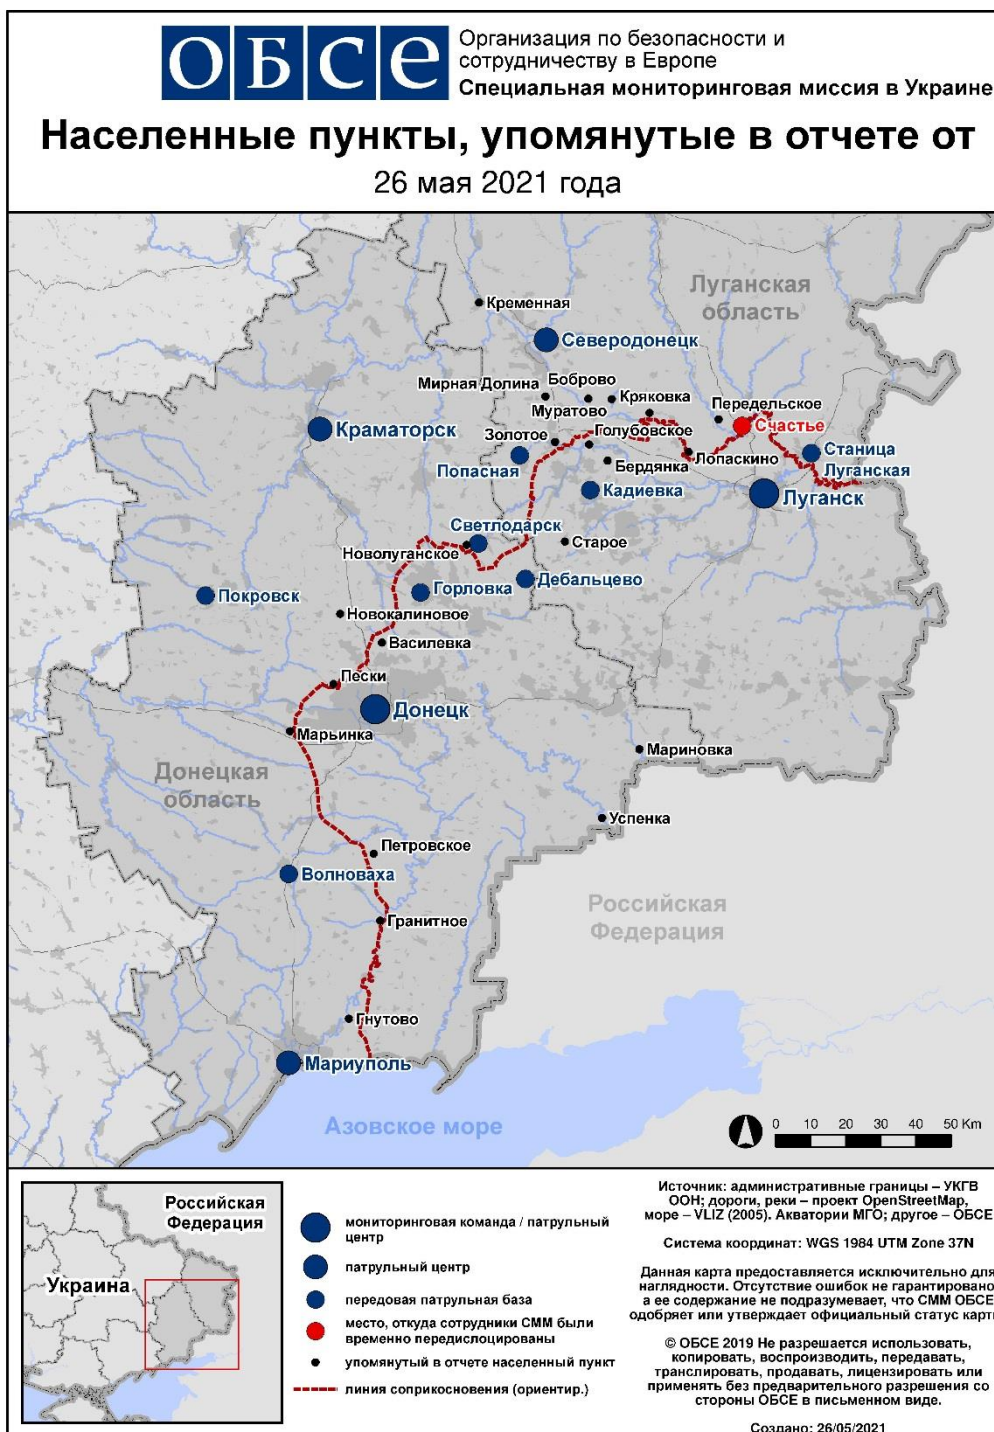 ОБСЕ
Организация по безопасности и
сотрудничеству в Европе
Специальная мониторинговая миссия в Украине
Населенные пункты, упомянутые в отчете от
26 мая 2021 года
Луганская
область
Кременная
Северодонецк
Мирная Долина
Боброво
Муратово
Кряковка
Передельское
Счастье
Краматорск
Золотое
Голубовское
Попасная
Бердянка
Лопаскино
Станица
Луганская
Кадиевка
Луганск
Светлодарск
Новолуганское
Старое
Покровск
Горловка
Дебальцево
Новокалиновое
Василевка
Пески
Донецк
Марьинка
Мариновка
Донецкая
область
Успенка
Петровское
Волноваха
Гранитное
Российская
Федерация
Гнутово
Мариуполь
Азовское море
0 10 20 30 40 50 Km
Российская
Федерация
Украина
мониторинговая команда / патрульный
центр
патрульный центр
передовая патрульная база
место, откуда сотрудники СММ были
временно передислоцированы
упомянутый в отчете населенный пункт
линия соприкосновения (ориентир.)
Источник: административные границы – УКГВ
ООН; дороги, реки – проект OpenStreetMap,
море – VLIZ (2005). Акватории МГО; другое – ОБСЕ
Система координат: WGS 1984 UTM Zone 37N
Данная карта предоставляется исключительно для
наглядности. Отсутствие ошибок не гарантировано
а ее содержание не подразумевает, что СММ ОБСЕ
одобряет или утверждает официальный статус карт
© ОБСЕ 2019 Не разрешается использовать,
копировать, воспроизводить, передавать,
транслировать, продавать, лицензировать или
применять без предварительного разрешения со
стороны ОБСЕ в письменном виде.
Создано: 26/05/2021